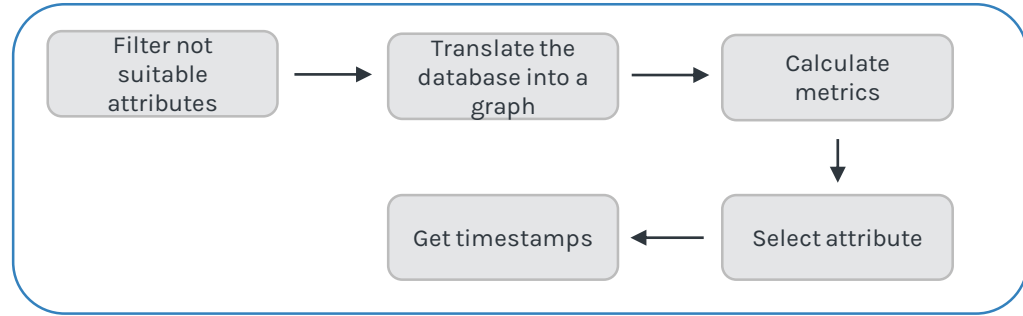 Filter not
suitable
attributes
Translate the
database into a
graph
Calculate
metrics
Select attribute
Get timestamps